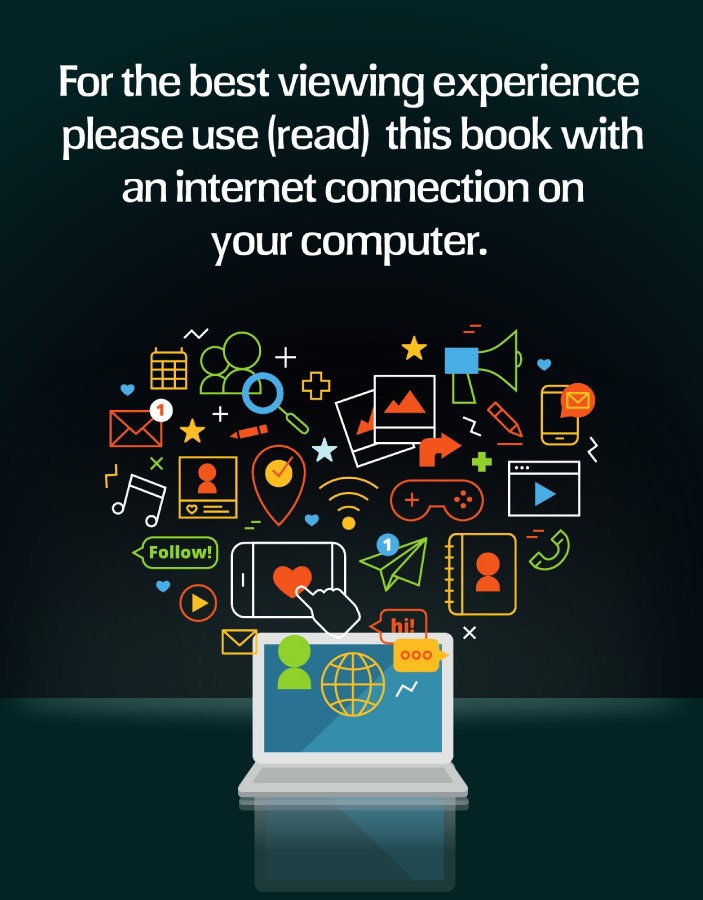 For the best viewing experience
please use (read)  this book with
an internet connection on
your computer.
1
Follow!
1
hi!